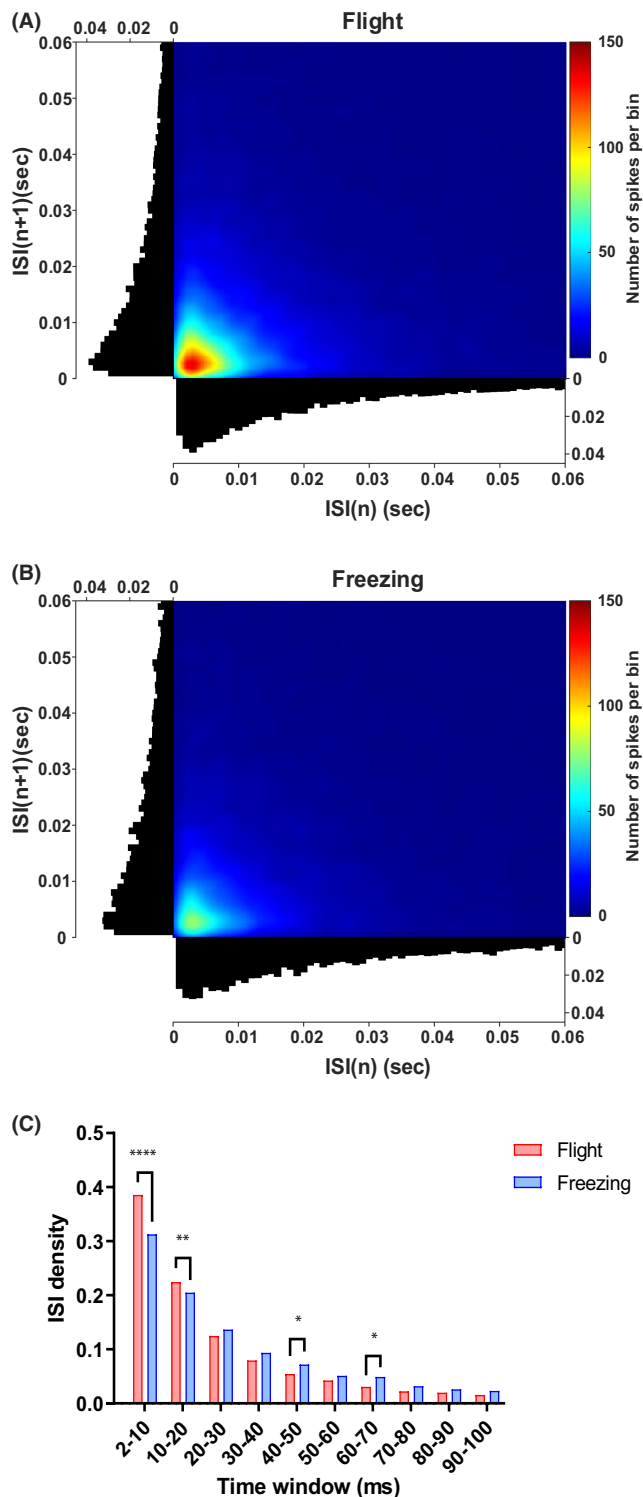 (A)
Flight
0.04 0.02 0
0.06
0.05
0.04
0.03
0.02
0.01
0
ISI(n+1)(sec)
150
100
50
0
Number of spikes per bin
0
0.02
0.04
0 0.01 0.02 0.03 0.04 0.05 0.06
ISI(n) (sec)
(B)
Freezing
0.04 0.02 0
0.06
0.05
0.04
0.03
0.02
0.01
0
ISI(n+1)(sec)
150
100
50
0
Number of spikes per bin
0
0.02
0.04
0 0.01 0.02 0.03 0.04 0.05 0.06
ISI(n) (sec)
(C)
0.5
0.4
0.3
0.2
0.1
0.0
ISI density
****
**
*
*
Flight
Freezing
2-10 10-20 20-30 30-40 40-50 50-60 60-70 70-80 80-90 90-100
Time window (ms)